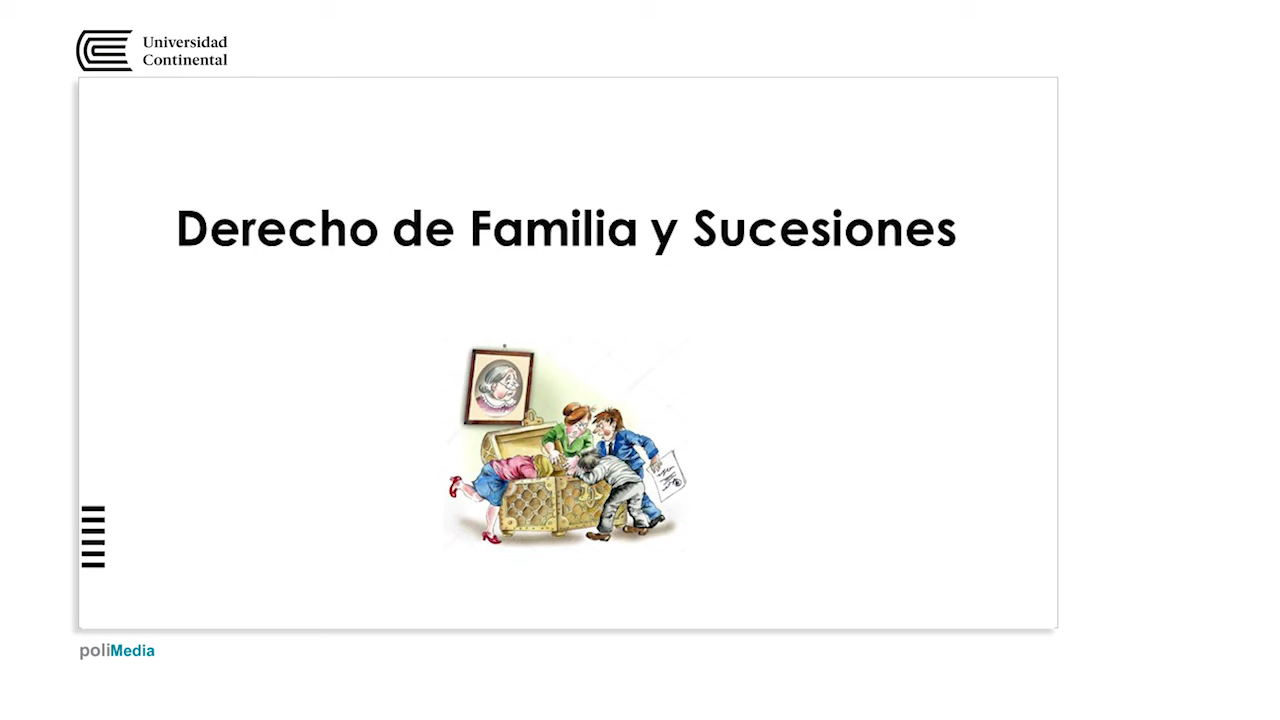 Universidad
Continental
Derecho de Familia y Sucesiones
poliMedia